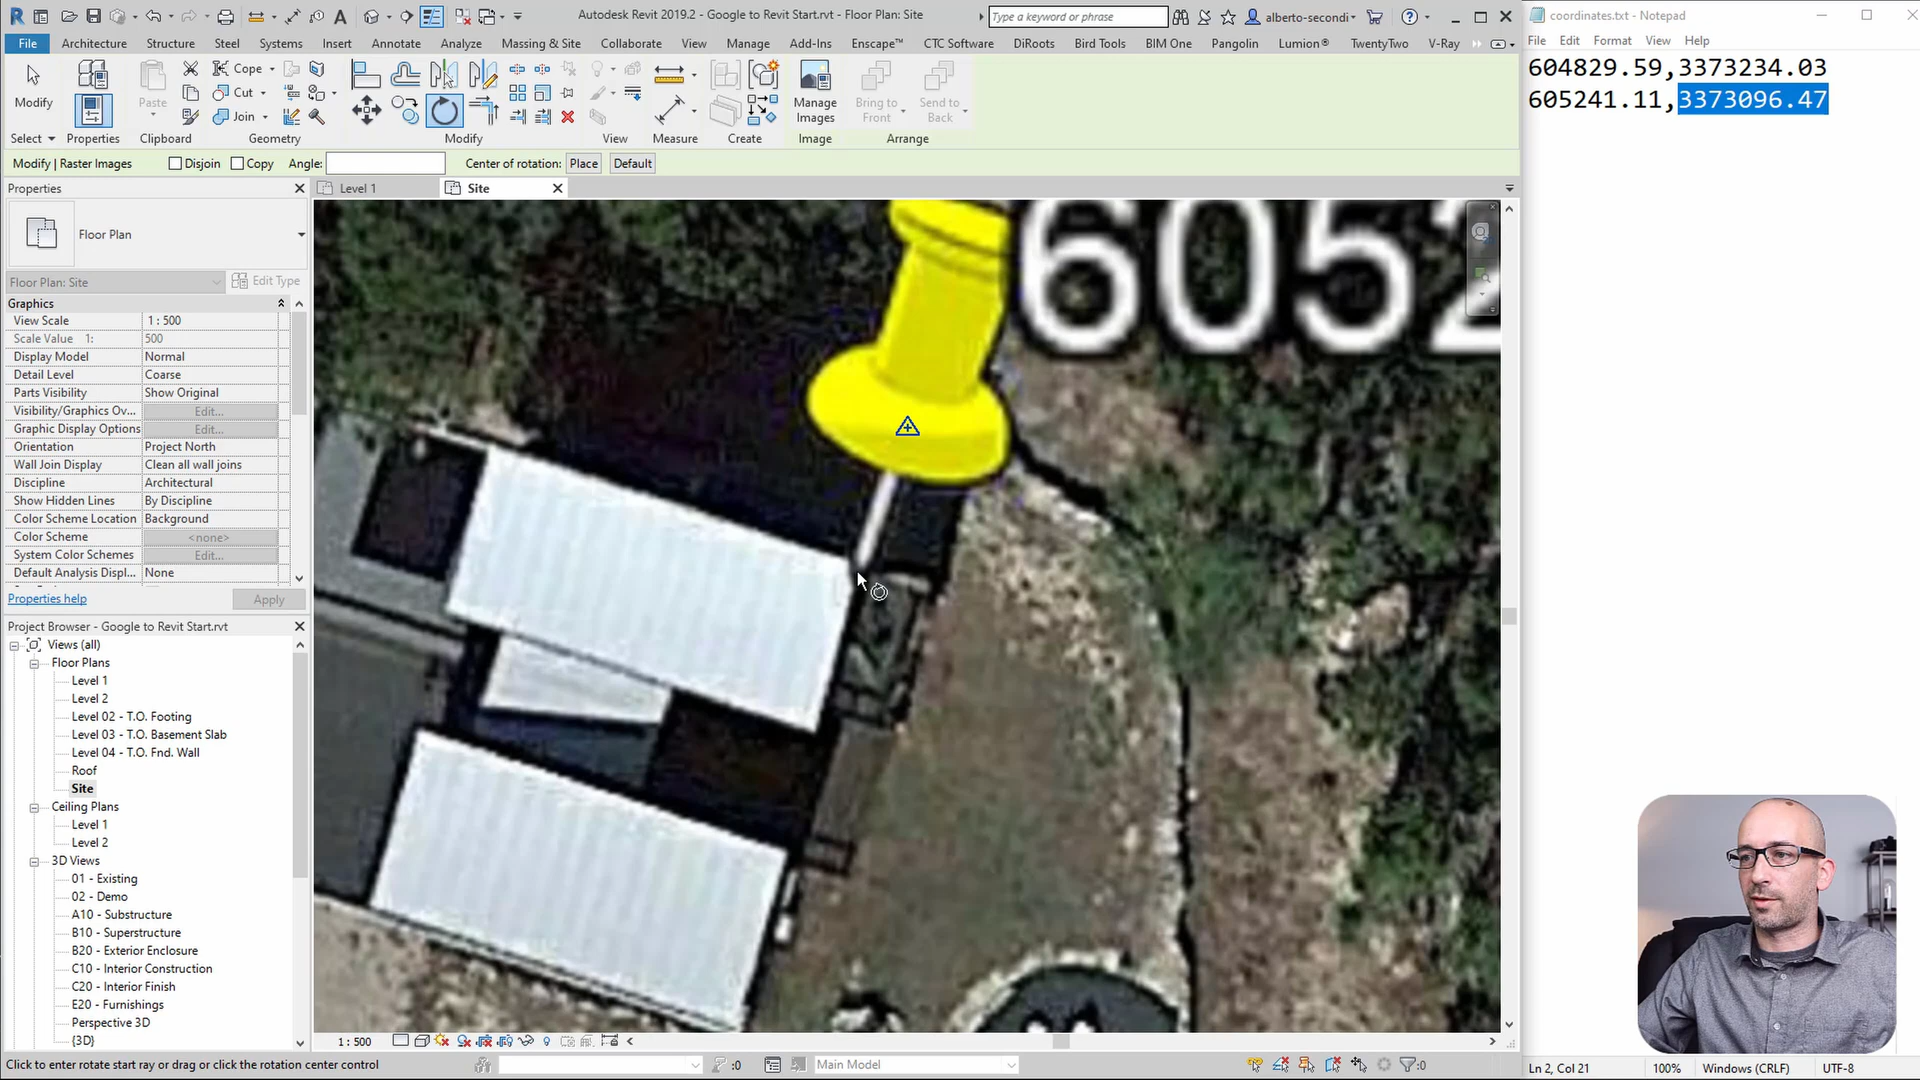 Autodesk Revit 2019.2 - Google to Revit Start.rvt - Floor Plan: Site
Type a keyword or phrase
alberto-secondi
coordinates.txt - Notepad
File
Architecture
Structure
Steel
Systems
Insert
Annotate
Analyze
Massing & Site
Collaborate
View
Manage
Add-Ins
Enscape™
CTC Software
DiRoots
Bird Tools
BIM One
Pangolin
Lumion®
TwentyTwo
V-Ray
File Edit Format View Help
604829.59,3373234.03
605241.11,3373096.47
Modify
Paste
Cope
Cut
Join
Manage Images
Bring to Front
Send to Back
Select
Properties
Clipboard
Geometry
Modify
View
Measure
Create
Image
Arrange
Modify | Raster Images
Disjoin
Copy
Angle:
Center of rotation:
Place
Default
Properties
Level 1
Site
Floor Plan
Floor Plan: Site
Edit Type
Graphics
View Scale 1 : 500
Scale Value 1: 500
Display Model Normal
Detail Level Coarse
Parts Visibility Show Original
Visibility/Graphics Ov... Edit...
Graphic Display Options Edit...
Orientation Project North
Wall Join Display Clean all wall joins
Discipline Architectural
Show Hidden Lines By Discipline
Color Scheme Location Background
Color Scheme <none>
System Color Schemes Edit...
Default Analysis Displ... None
Properties help
Apply
6052
Project Browser - Google to Revit Start.rvt
Views (all)
Floor Plans
Level 1
Level 2
Level 02 - T.O. Footing
Level 03 - T.O. Basement Slab
Level 04 - T.O. Fnd. Wall
Roof
Site
Ceiling Plans
Level 1
Level 2
3D Views
01 - Existing
02 - Demo
A10 - Substructure
B10 - Superstructure
B20 - Exterior Enclosure
C10 - Interior Construction
C20 - Interior Finish
E20 - Furnishings
Perspective 3D
{3D}
1 : 500
Click to enter rotate start ray or drag or click the rotation center control
:0
Main Model
:0
Ln 2, Col 21
100%
Windows (CRLF)
UTF-8